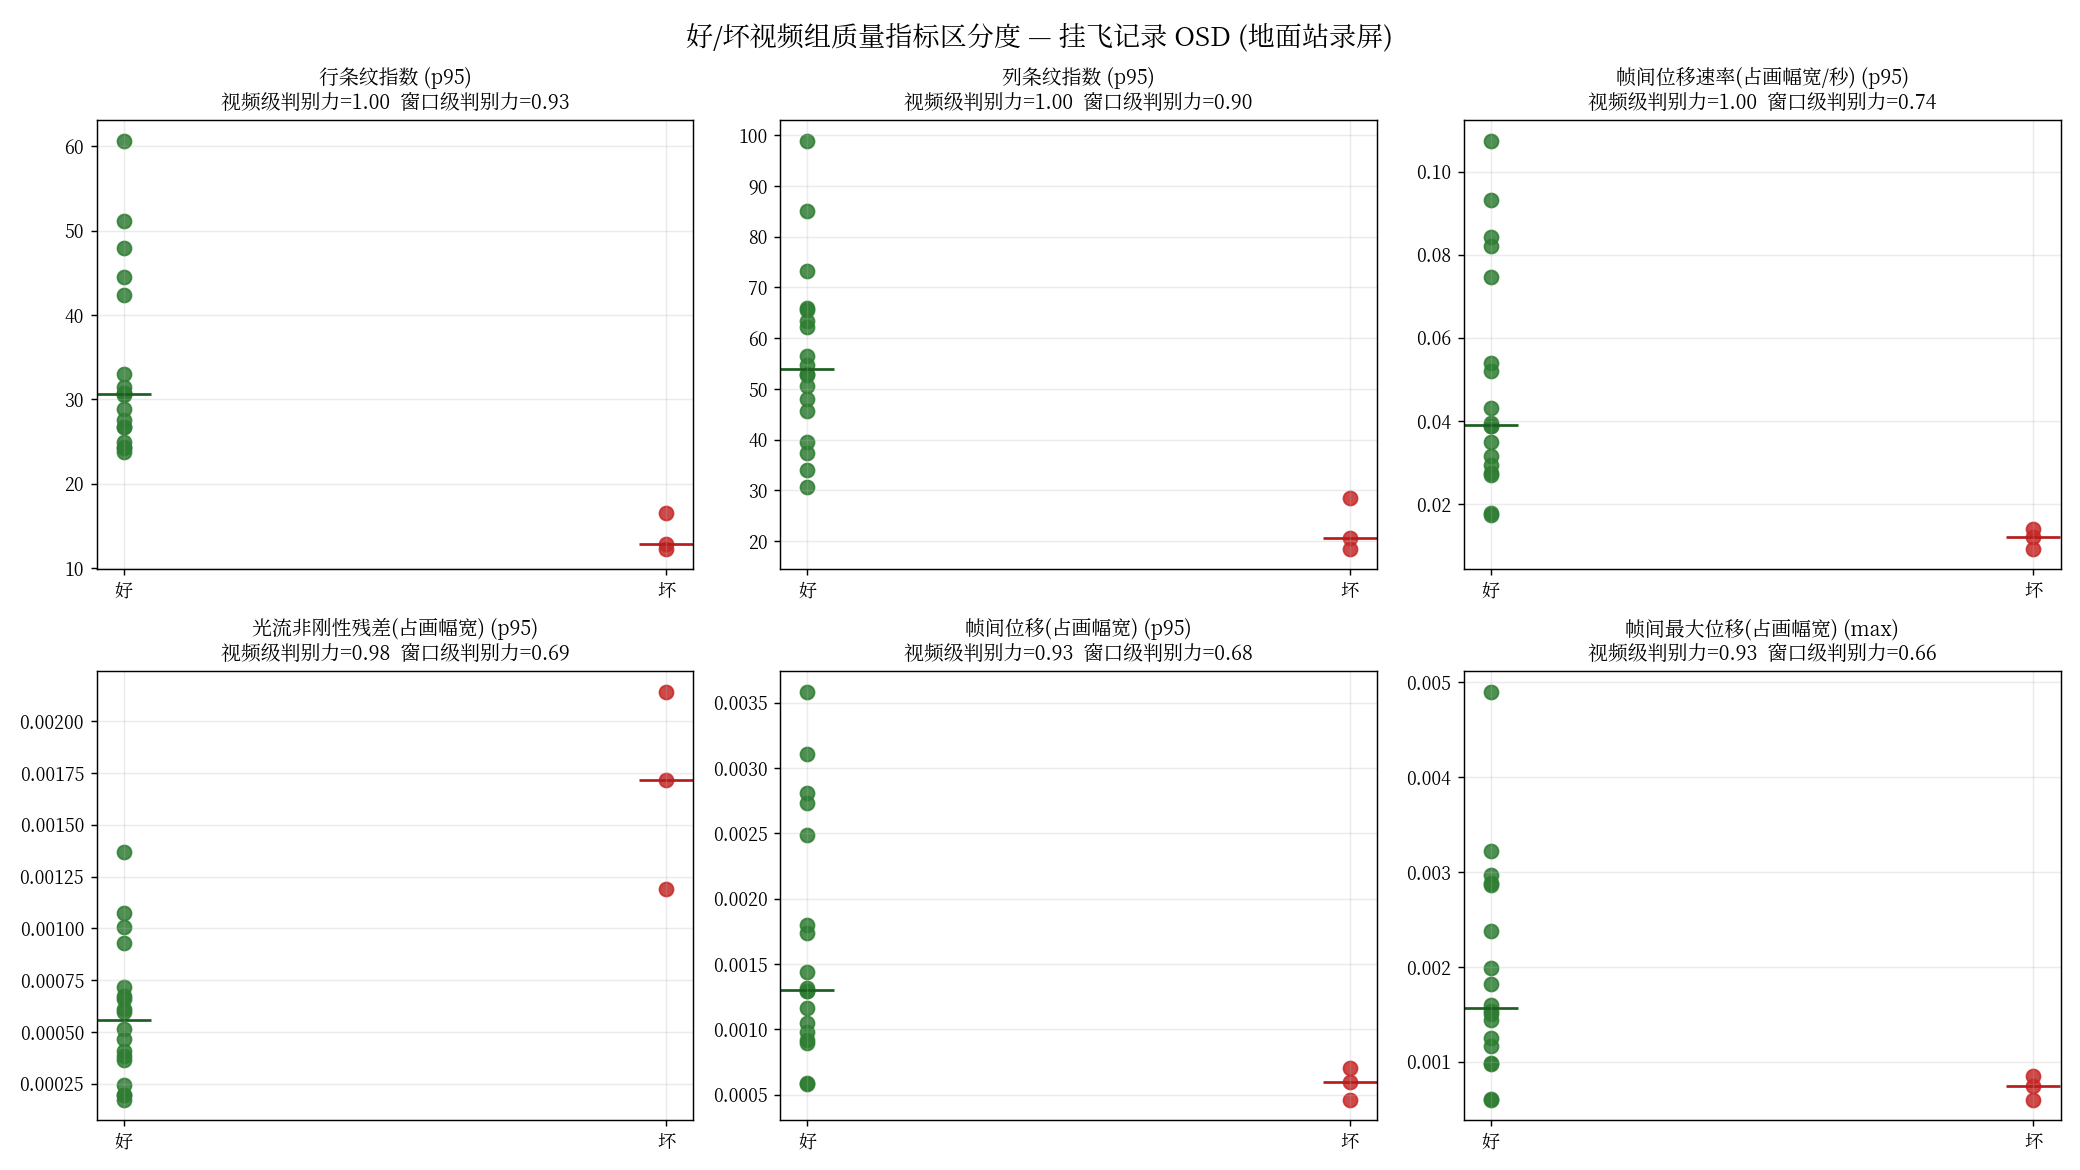 好/坏视频组质量指标区分度 — 挂飞记录 OSD (地面站录屏)
行条纹指数 (p95)
视频级判别力=1.00 窗口级判别力=0.93
60
50
40
30
20
10
好
坏
列条纹指数 (p95)
视频级判别力=1.00 窗口级判别力=0.90
100
90
80
70
60
50
40
30
20
好
坏
帧间位移速率(占画幅宽/秒) (p95)
视频级判别力=1.00 窗口级判别力=0.74
0.10
0.08
0.06
0.04
0.02
好
坏
光流非刚性残差(占画幅宽) (p95)
视频级判别力=0.98 窗口级判别力=0.69
0.00200
0.00175
0.00150
0.00125
0.00100
0.00075
0.00050
0.00025
好
坏
帧间位移(占画幅宽) (p95)
视频级判别力=0.93 窗口级判别力=0.68
0.0035
0.0030
0.0025
0.0020
0.0015
0.0010
0.0005
好
坏
帧间最大位移(占画幅宽) (max)
视频级判别力=0.93 窗口级判别力=0.66
0.005
0.004
0.003
0.002
0.001
好
坏